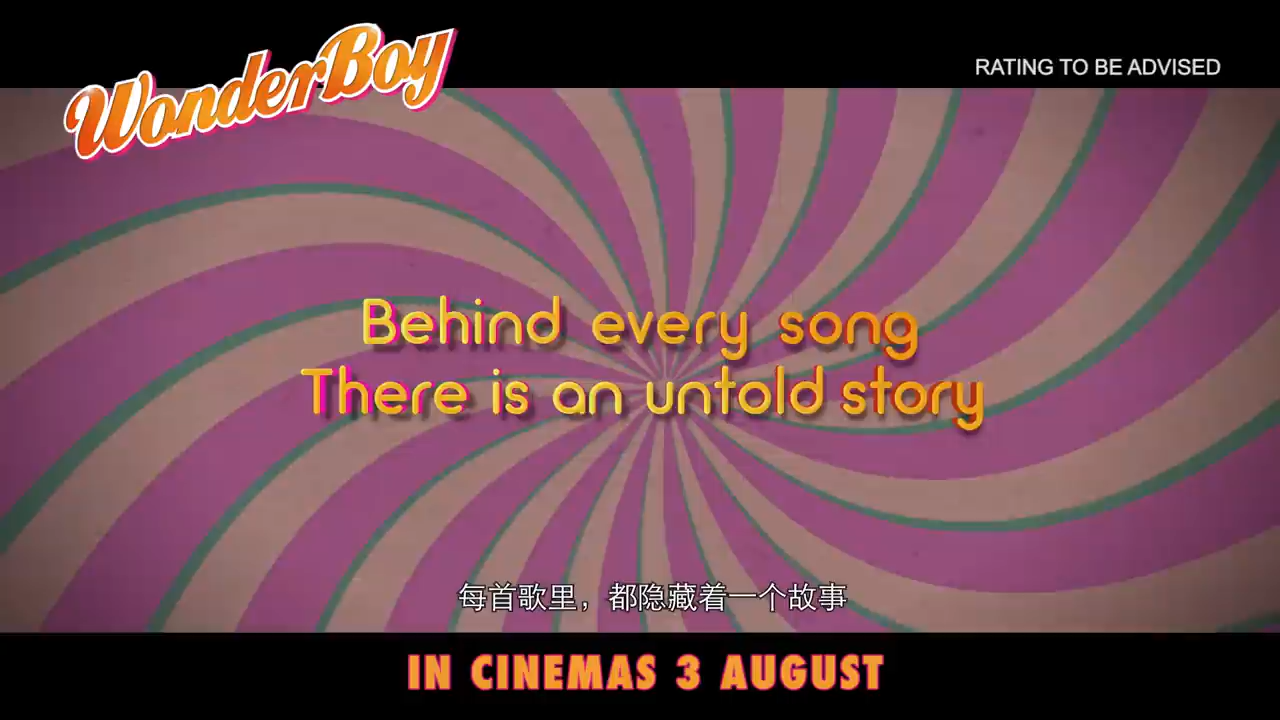 WonderBoy
RATING TO BE ADVISED
Behind every song
There is an untold story
每首歌里，都隐藏着一个故事
IN CINEMAS 3 AUGUST